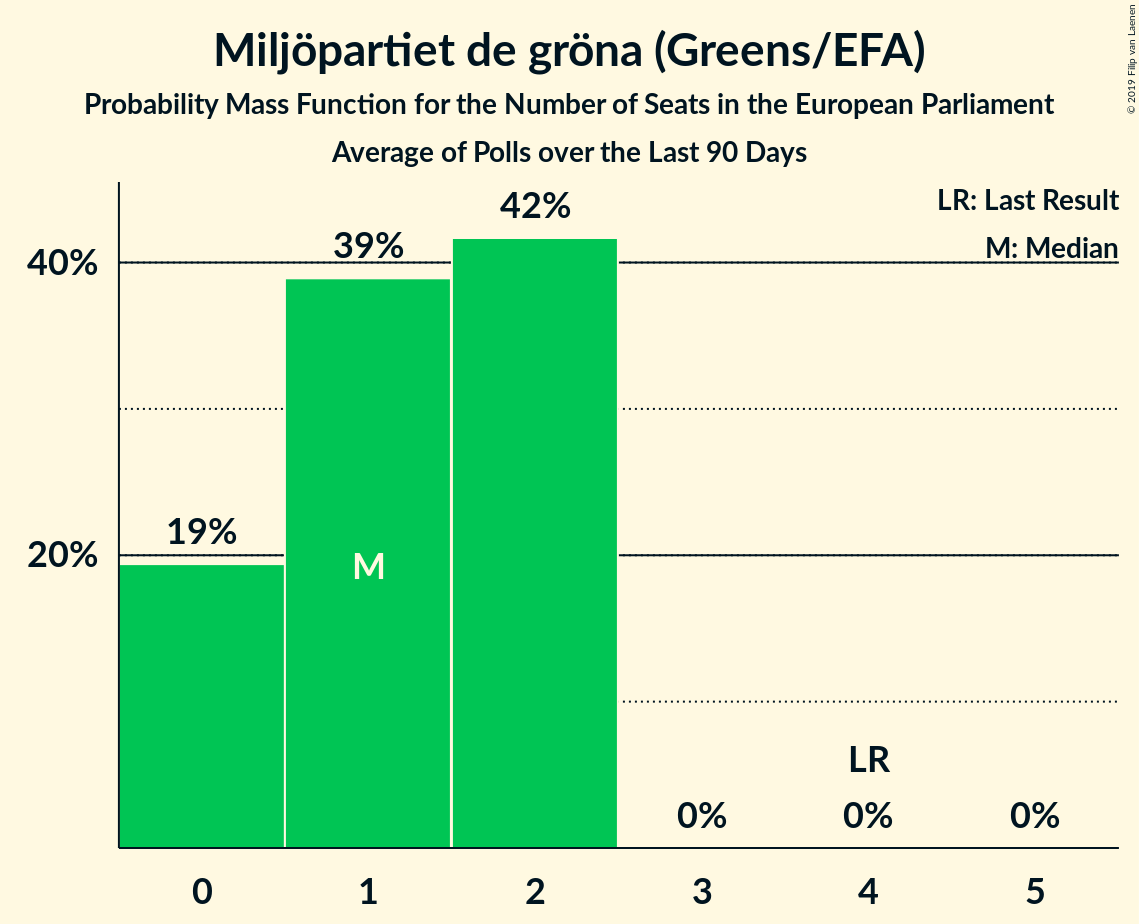 Miljöpartiet de gröna (Greens/EFA)
Probability Mass Function for the Number of Seats in the European Parliament
Average of Polls over the Last 90 Days
© 2019 Filip van Laenen
LR: Last Result
M: Median
42%
39%
40%
19%
20%
M
LR
0% 0% 0%
0 1 2 3 4 5